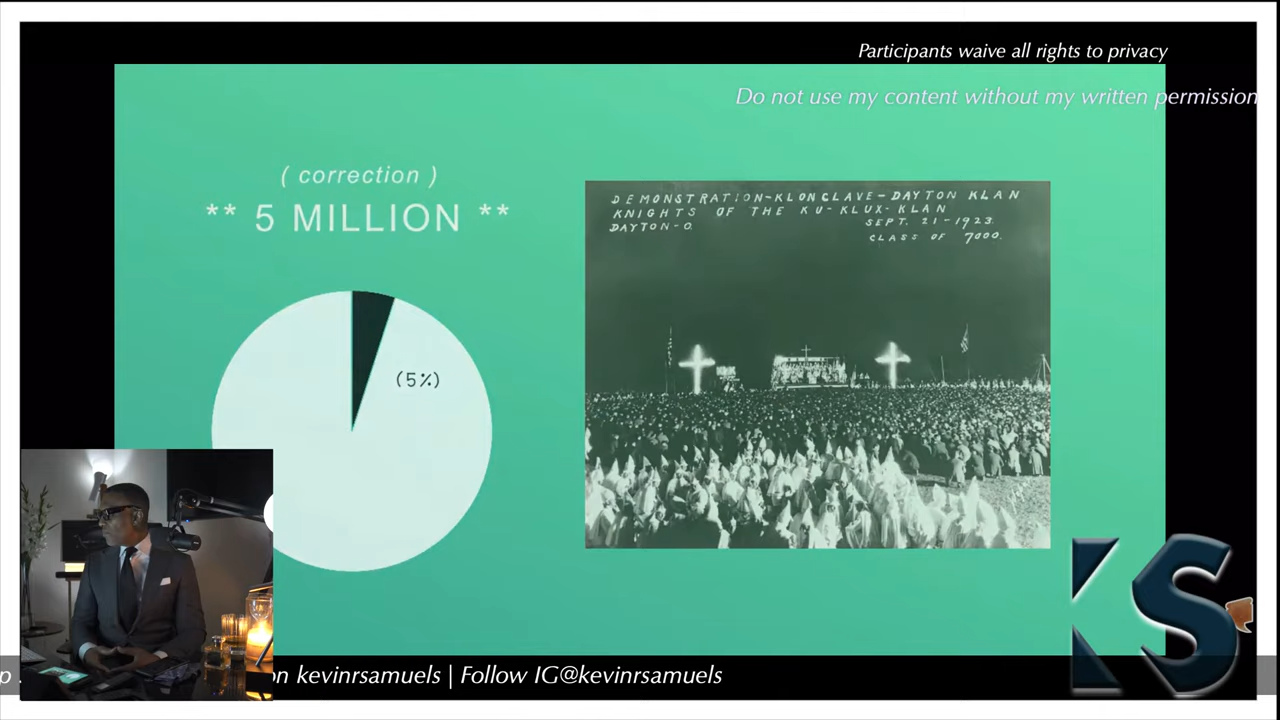 Participants waive all rights to privacy
Do not use my content without my written permission
( correction )
** 5 MILLION **
(5%)
DEMONSTRATION-KLONCLAVE-DAYTON KLAN
KNIGHTS OF THE KU-KLUX-KLAN
DAYTON-O.
SEPT. 21-1923.
CLASS OF 7000.
KS
p
on kevinrsamuels | Follow IG@kevinrsamuels